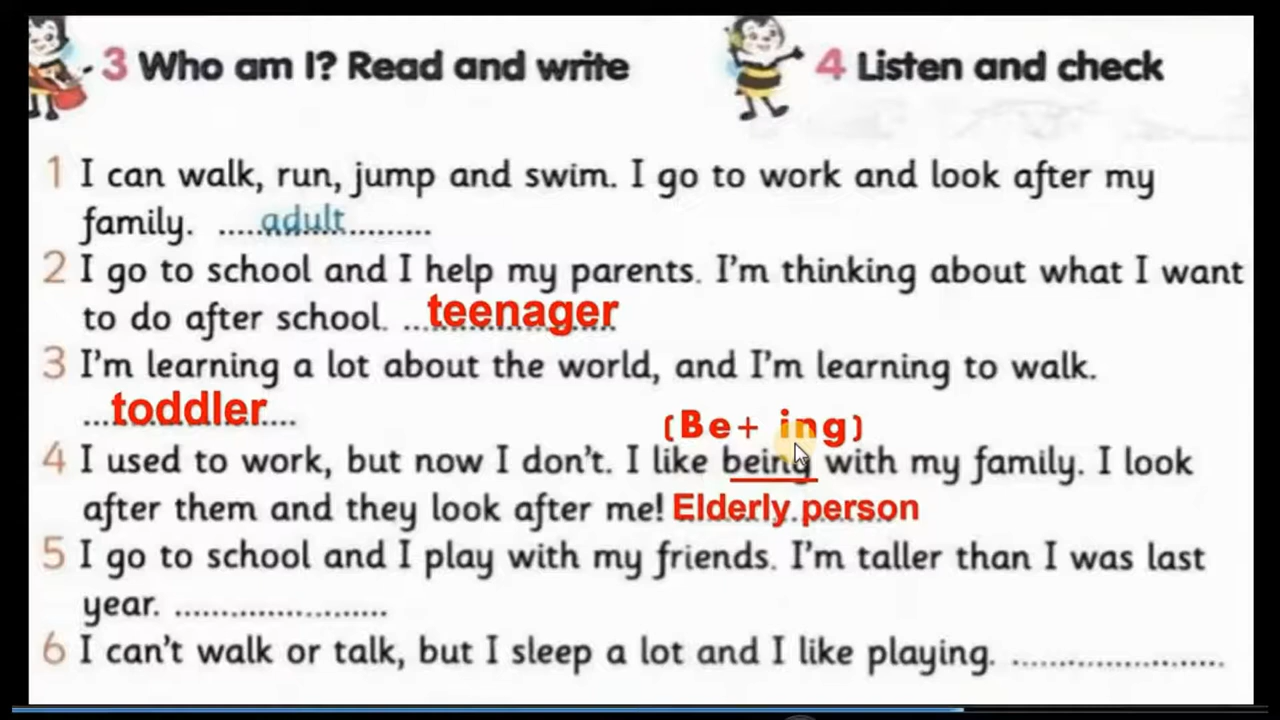 3 Who am I? Read and write
4 Listen and check
1 I can walk, run, jump and swim. I go to work and look after my
family. .....adult..........
2 I go to school and I help my parents. I'm thinking about what I want
to do after school. ...teenager
3 I'm learning a lot about the world, and I'm learning to walk.
...toddler....
(Be+ ing)
4 I used to work, but now I don't. I like being with my family. I look
after them and they look after me! Elderly person
5 I go to school and I play with my friends. I'm taller than I was last
year. ........................
6 I can't walk or talk, but I sleep a lot and I like playing. ........................